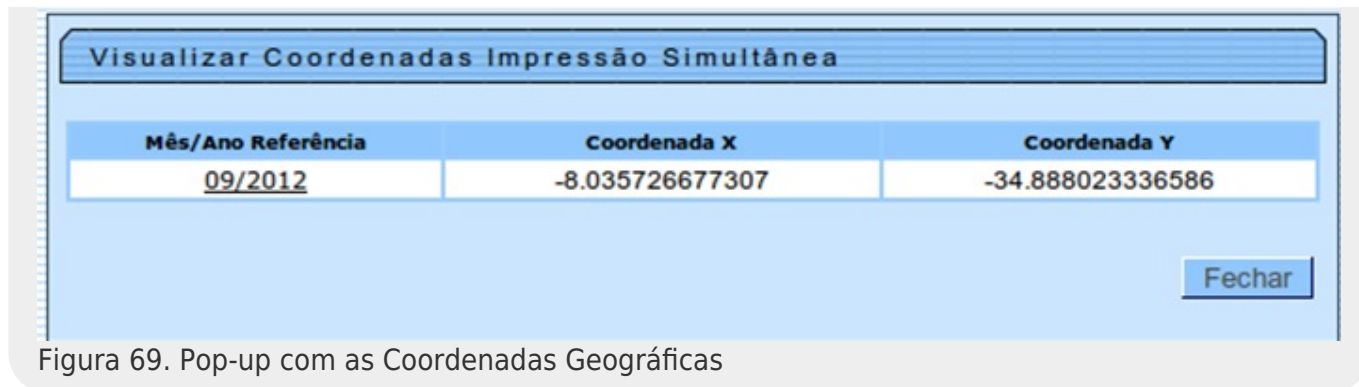 Visualizar Coordenadas Impressão Simultânea
Mês/Ano Referência Coordenada X Coordenada Y
09/2012 -8.035726677307 -34.888023336586
Fechar
Figura 69. Pop-up com as Coordenadas Geográficas